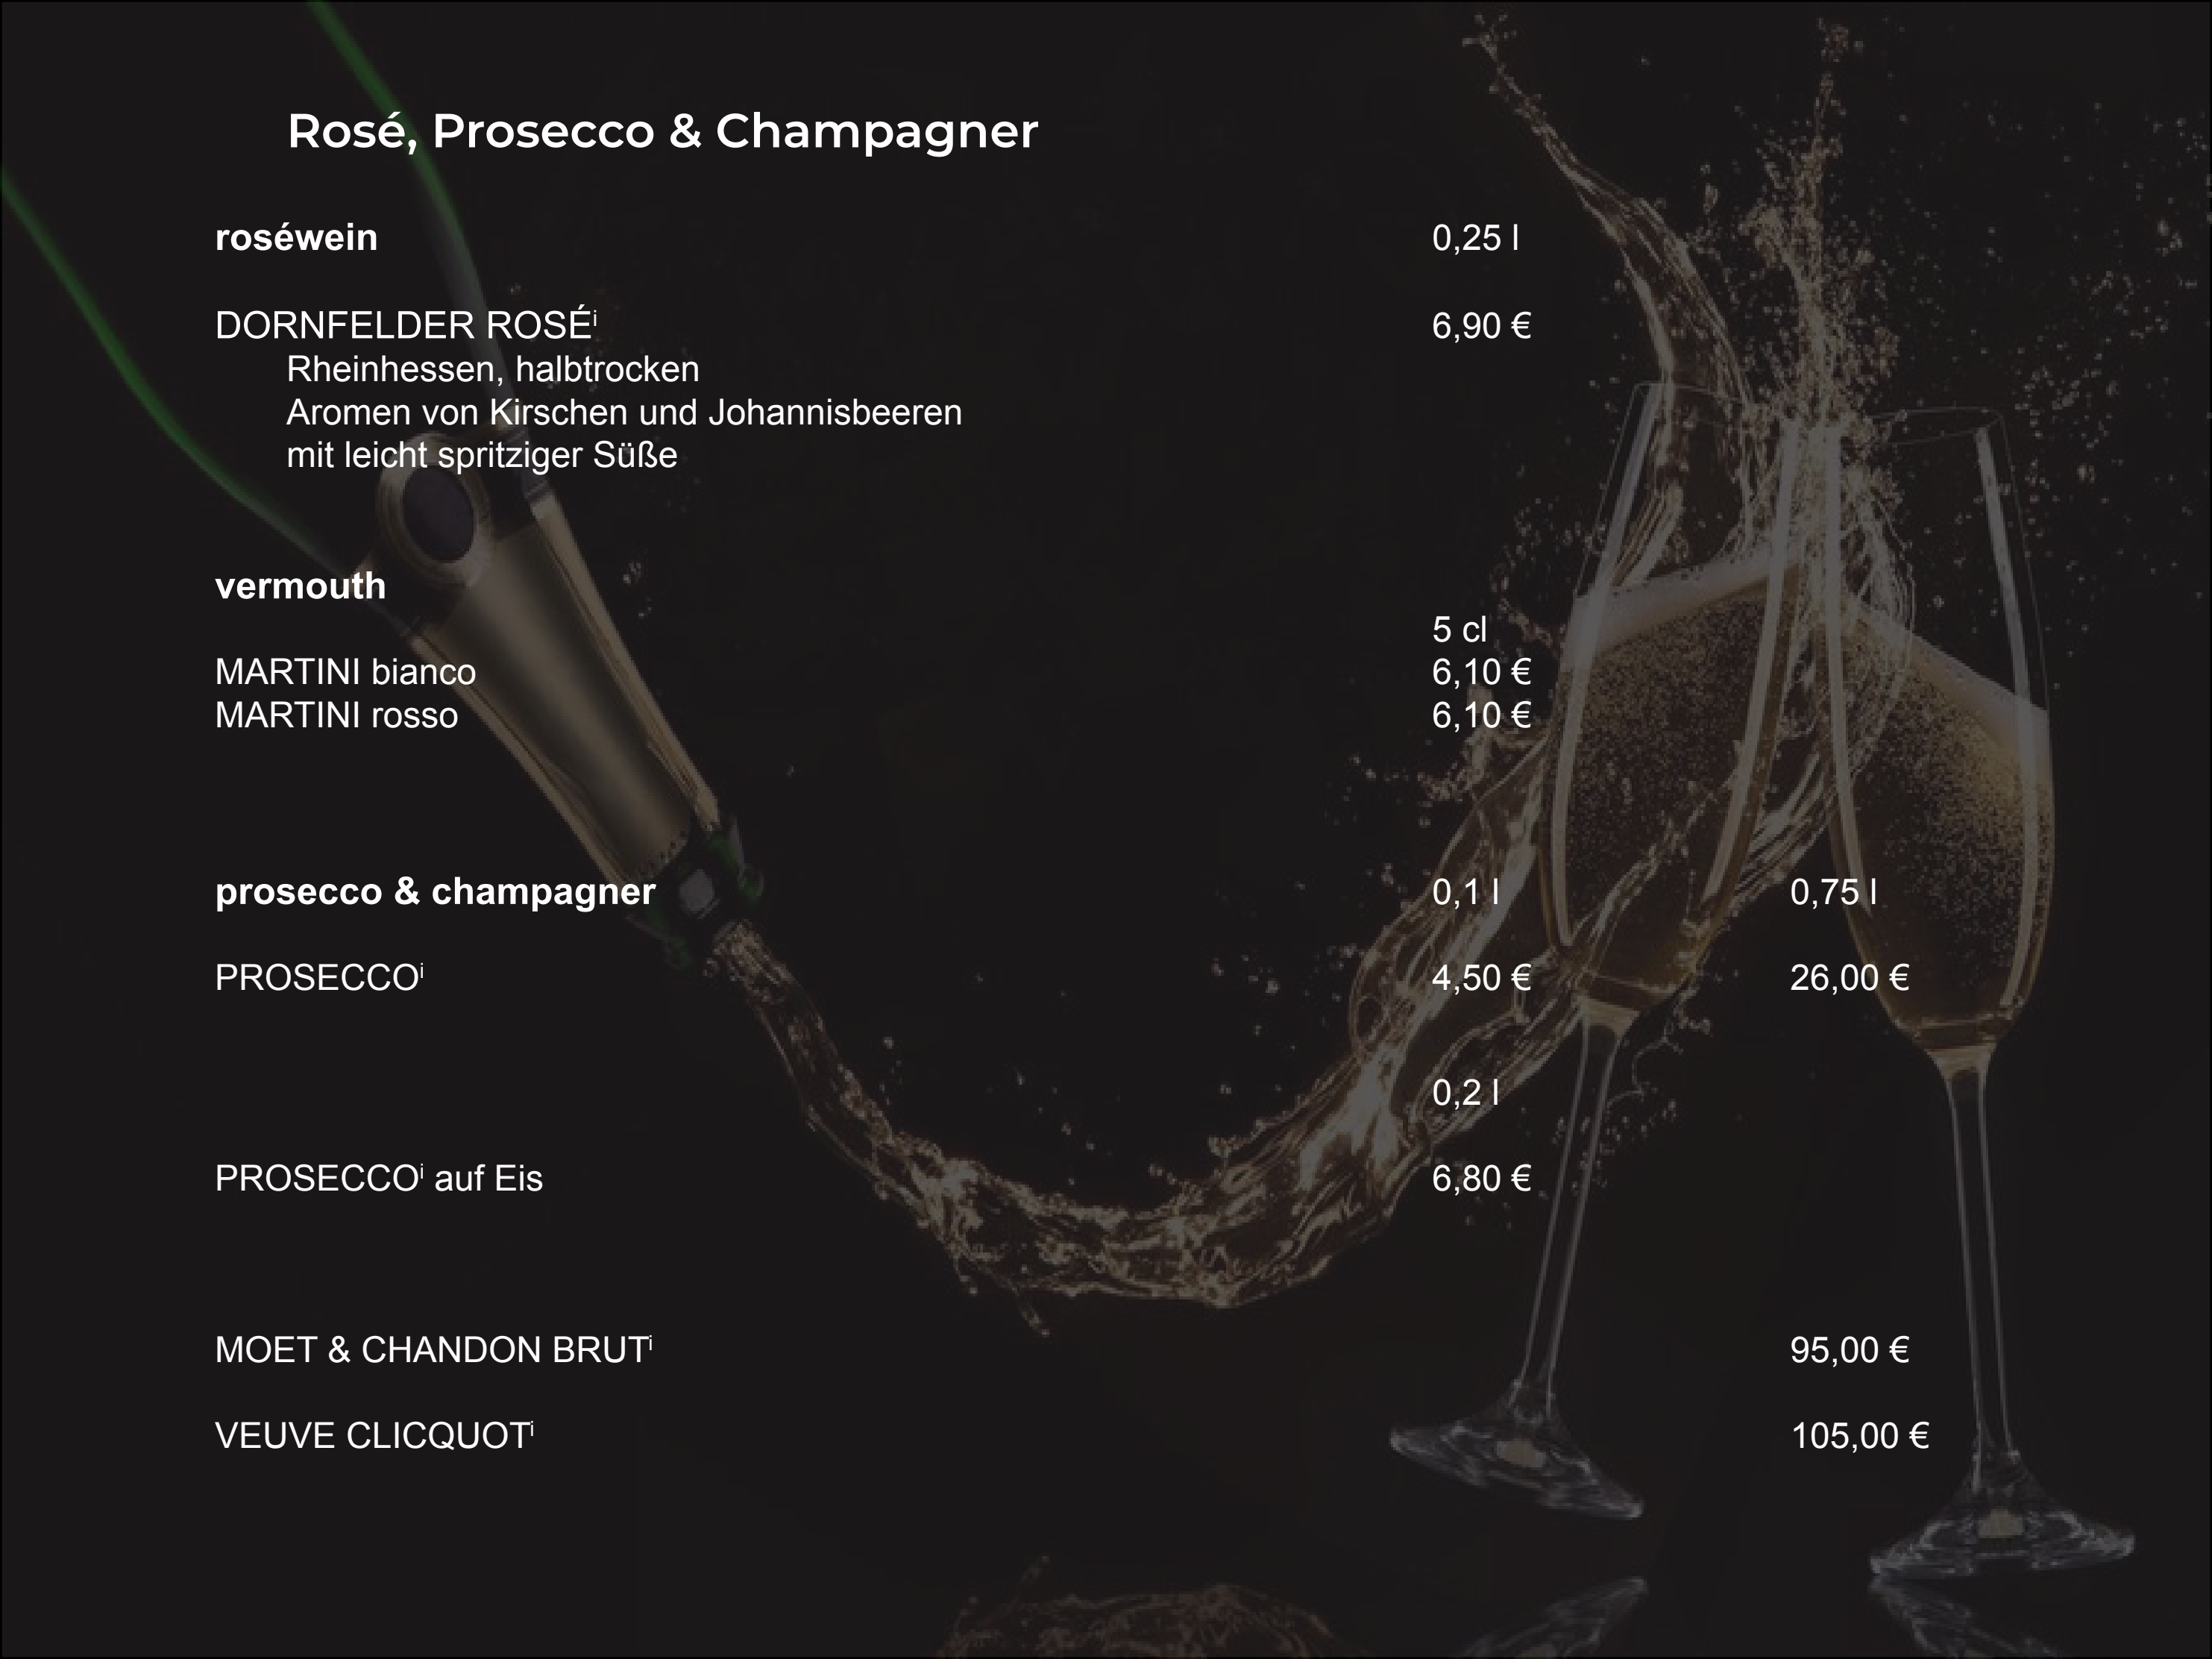 Rosé, Prosecco & Champagner
roséwein 0,25 l
DORNFELDER ROSÉⁱ 6,90 €
Rheinhessen, halbtrocken
Aromen von Kirschen und Johannisbeeren
mit leicht spritziger Süße
vermouth
5 cl
MARTINI bianco 6,10 €
MARTINI rosso 6,10 €
prosecco & champagner 0,1 l 0,75 l
PROSECCOⁱ 4,50 € 26,00 €
0,2 l
PROSECCOⁱ auf Eis 6,80 €
MOET & CHANDON BRUTⁱ 95,00 €
VEUVE CLICQUOTⁱ 105,00 €